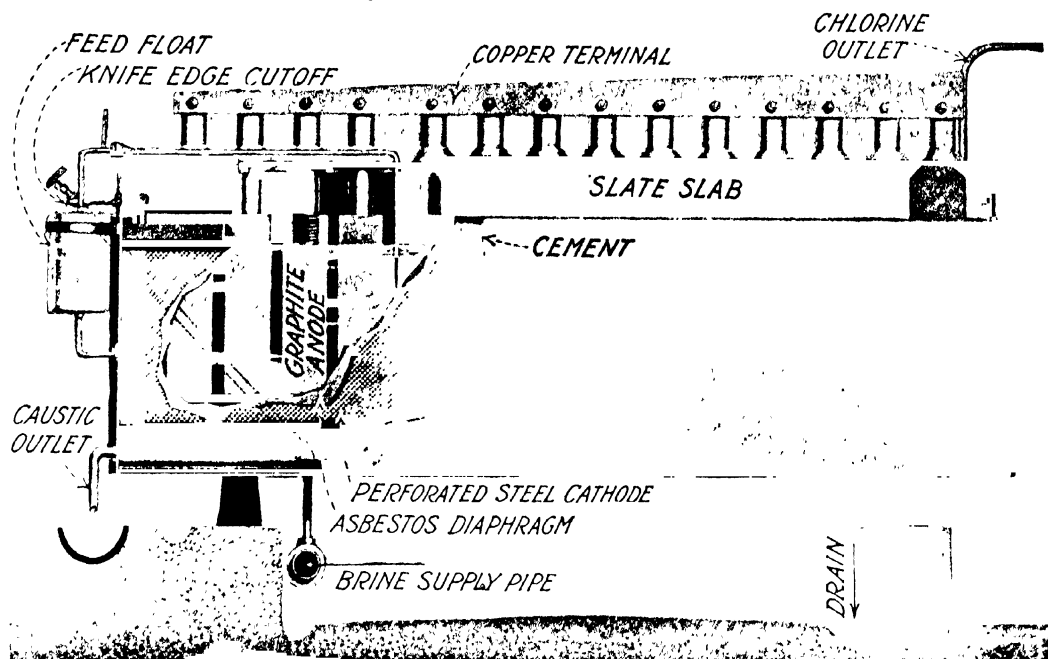 FEED FLOAT
KNIFE EDGE CUTOFF
COPPER TERMINAL
CHLORINE
OUTLET
SLATE SLAB
CEMENT
GRAPHITE
ANODE
CAUSTIC
OUTLET
PERFORATED STEEL CATHODE
ASBESTOS DIAPHRAGM
BRINE SUPPLY PIPE
DRAIN